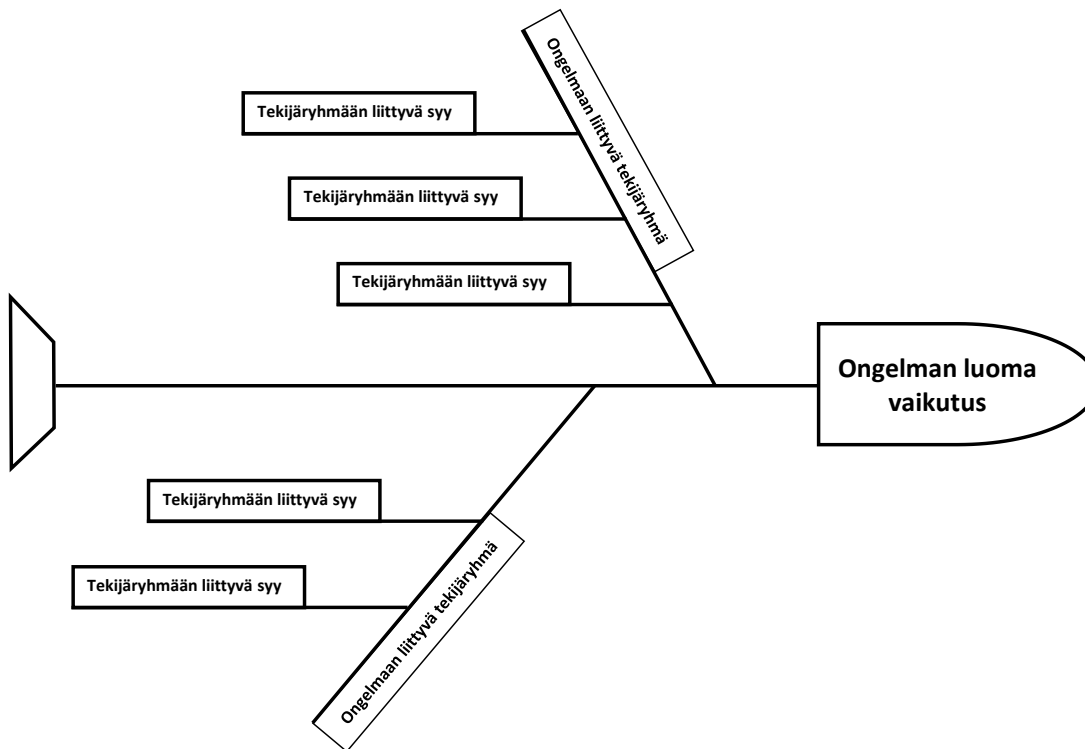 Ongelmaan liittyvä tekijäryhmä
Tekijäryhmään liittyvä syy
Tekijäryhmään liittyvä syy
Tekijäryhmään liittyvä syy
Ongelman luoma
vaikutus
Tekijäryhmään liittyvä syy
Tekijäryhmään liittyvä syy
Ongelmaan liittyvä tekijäryhmä